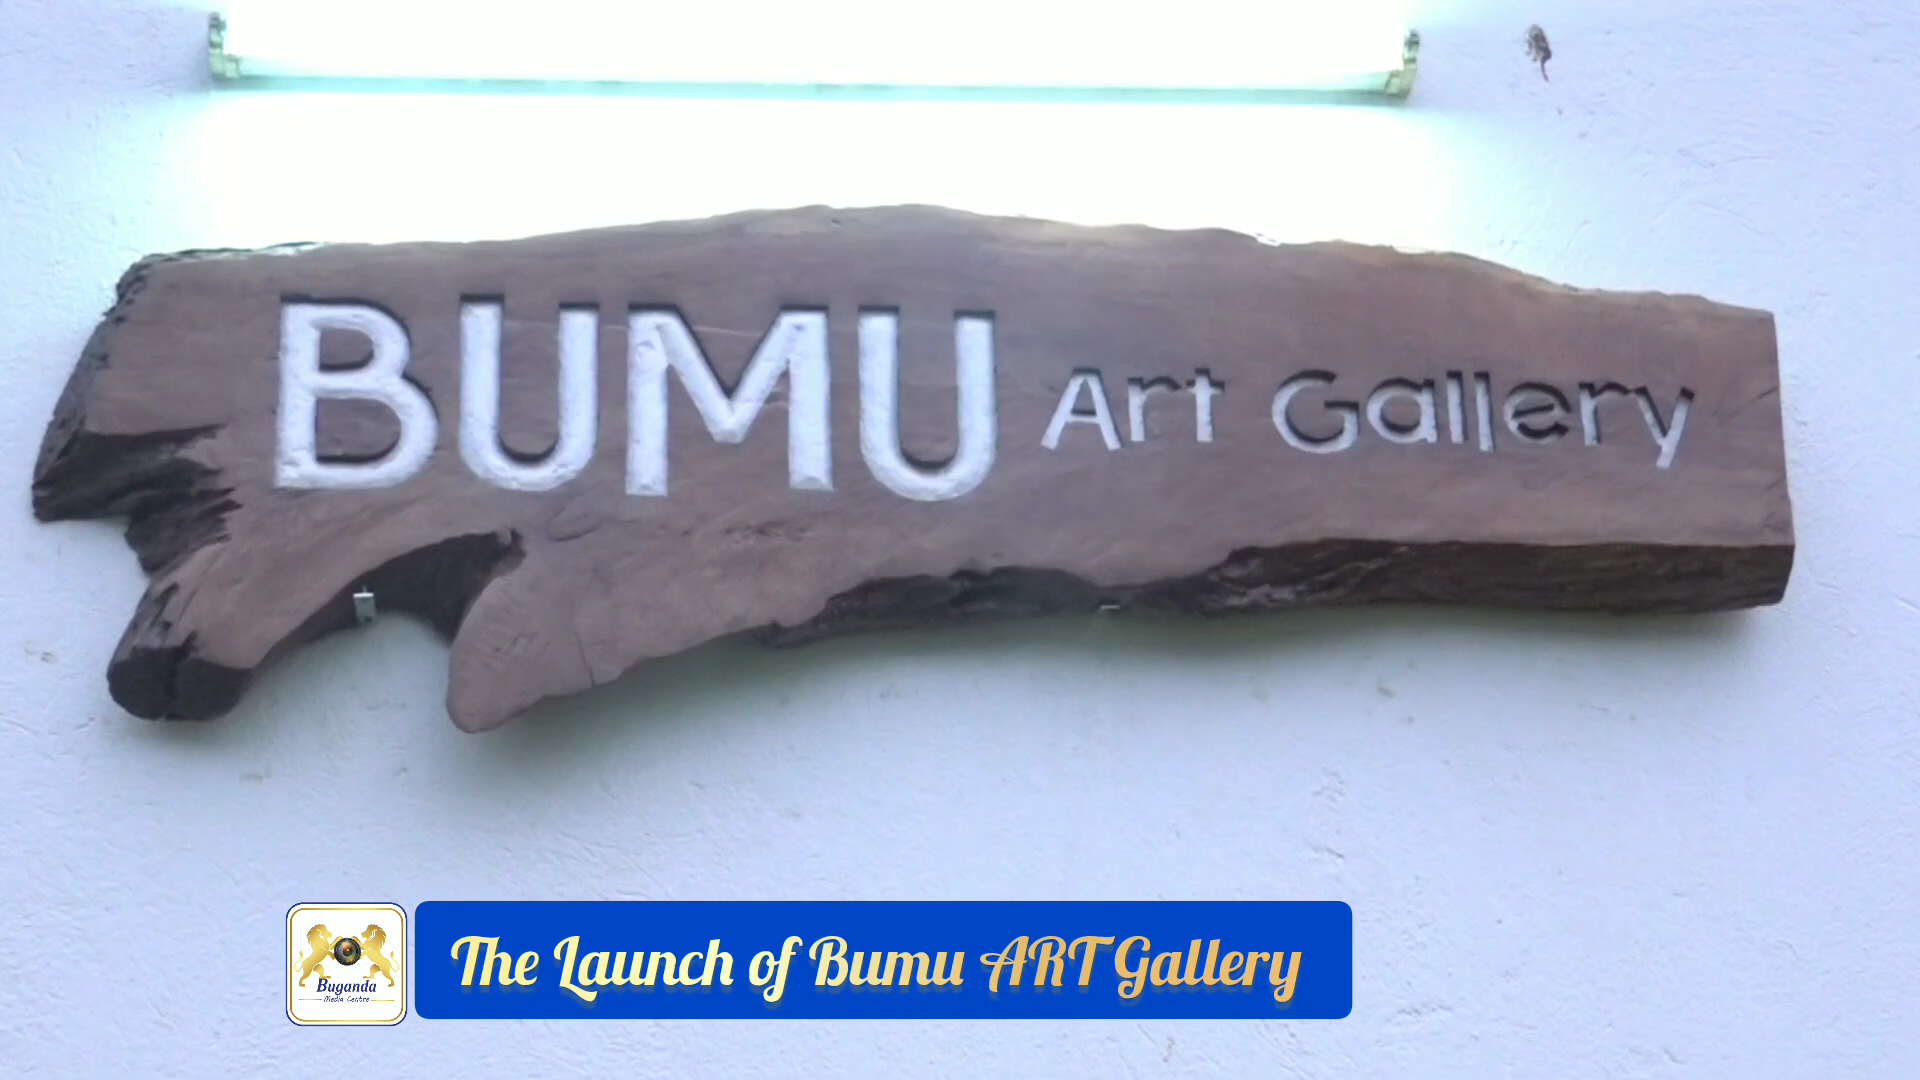 BUMU Art Gallery
Buganda
Media Centre
The Launch of Bumu ART Gallery